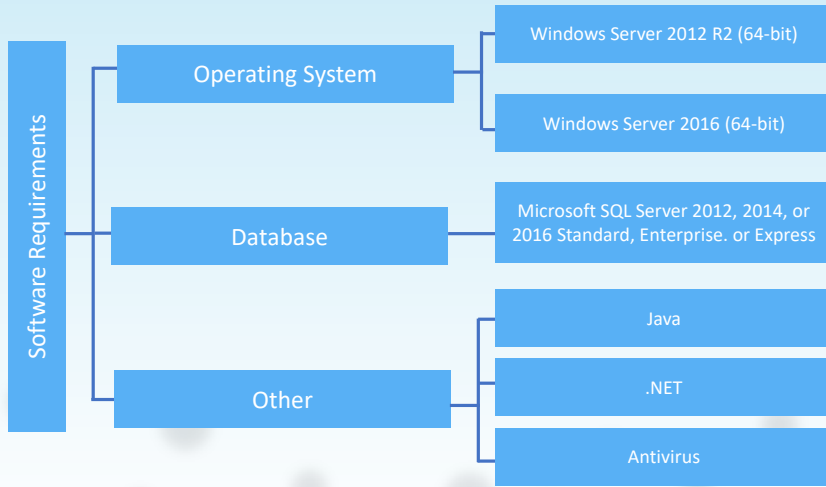 Software Requirements
Operating System
Windows Server 2012 R2 (64-bit)
Windows Server 2016 (64-bit)
Database
Microsoft SQL Server 2012, 2014, or
2016 Standard, Enterprise. or Express
Other
Java
.NET
Antivirus